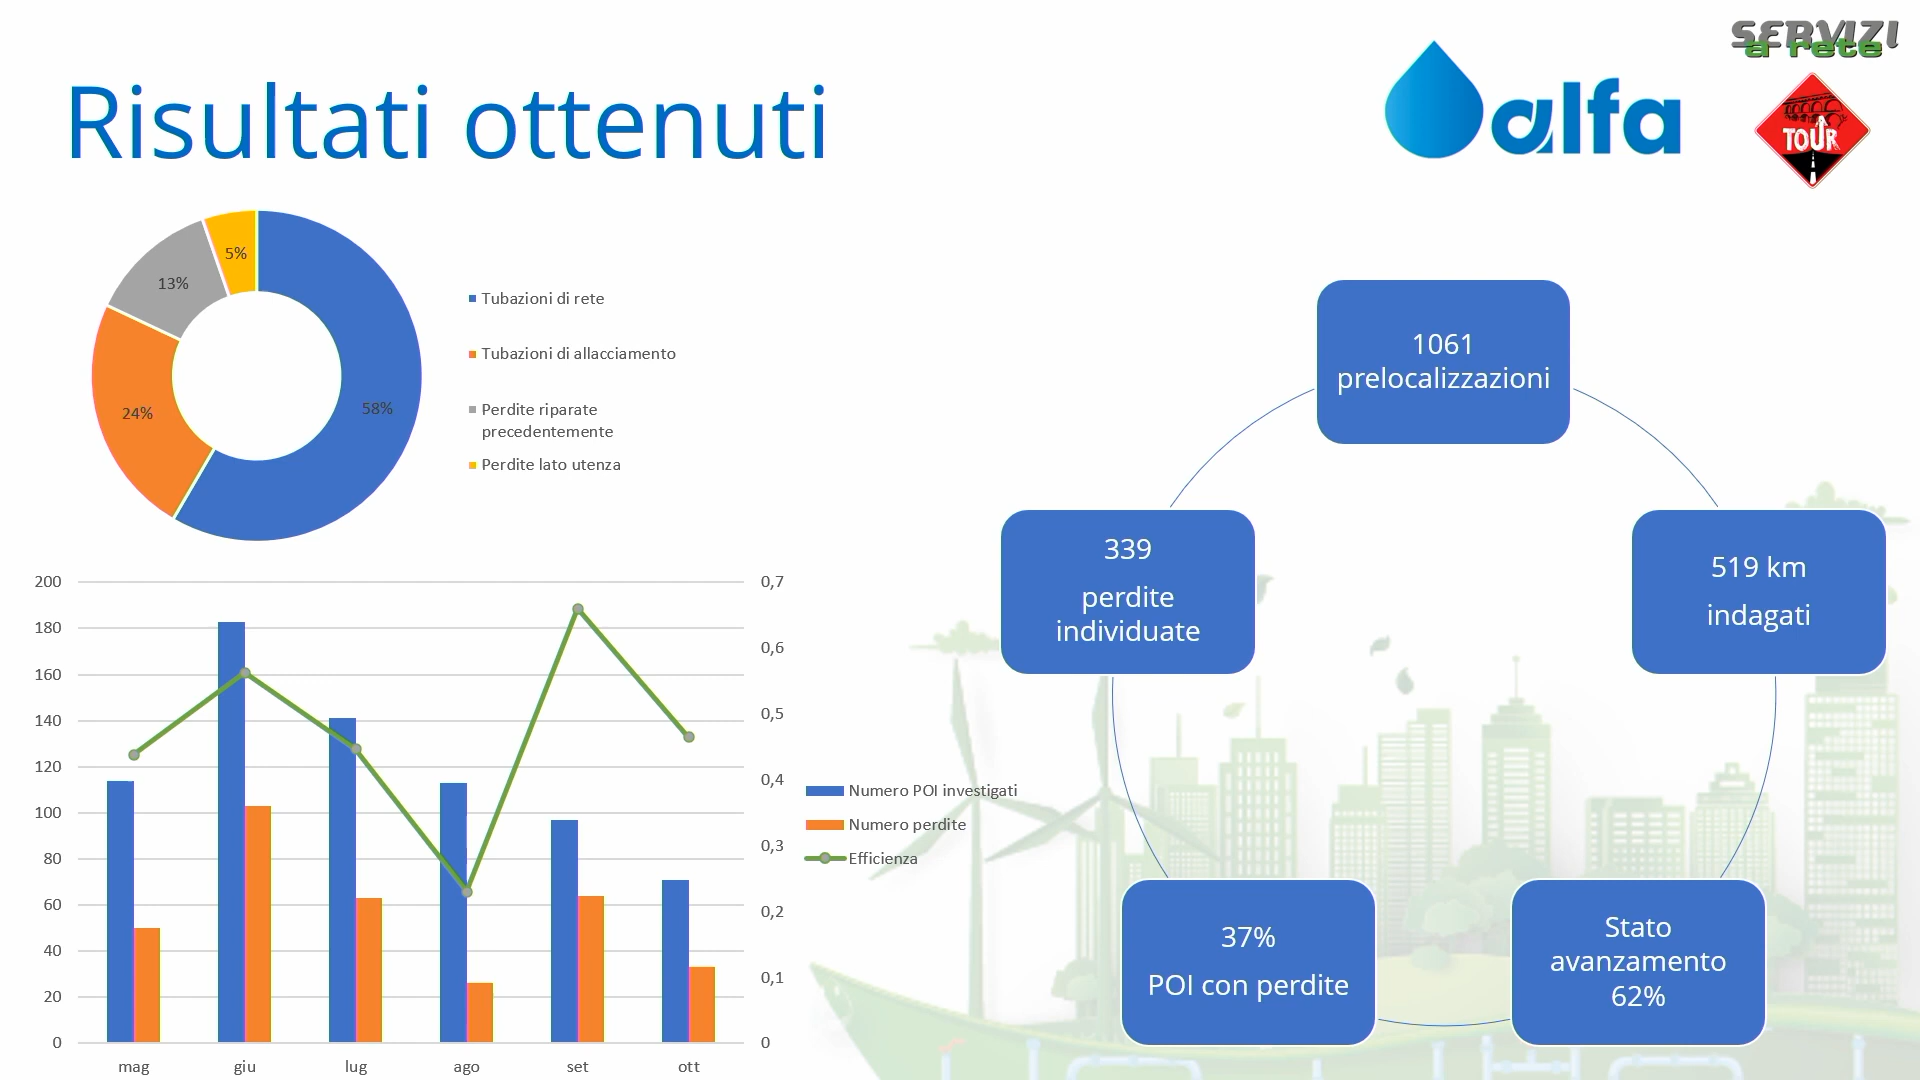 SERVIZI
a rete
alfa
TOUR
Risultati ottenuti
5%
13%
24%
58%
Tubazioni di rete
Tubazioni di allacciamento
Perdite riparate
precedentemente
Perdite lato utenza
1061
prelocalizzazioni
339
perdite
individuate
519 km
indagati
37%
POI con perdite
Stato
avanzamento
62%
200
180
160
140
120
100
80
60
40
20
0
0,7
0,6
0,5
0,4
0,3
0,2
0,1
0
mag
giu
lug
ago
set
ott
Numero POI investigati
Numero perdite
Efficienza